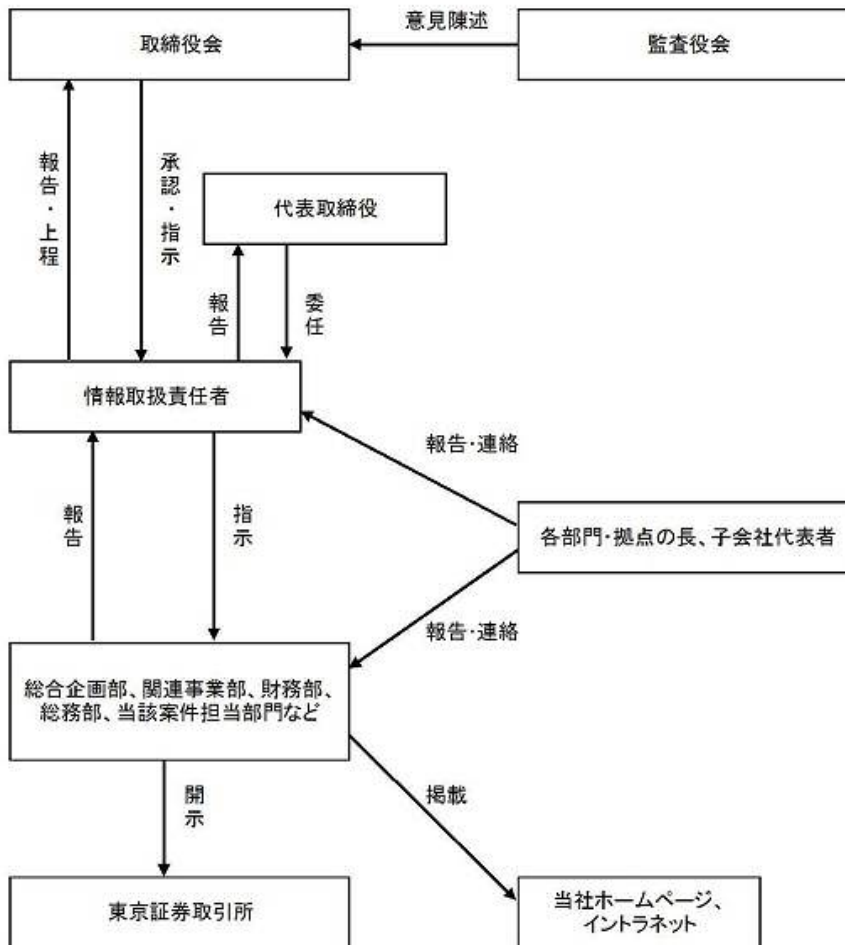 意見陳述
取締役会
監査役会
報告・上程
承認・指示
代表取締役
報告
委任
情報取扱責任者
報告・連絡
報告
指示
各部門・拠点の長、子会社代表者
報告・連絡
総合企画部、関連事業部、財務部、
総務部、当該案件担当部門など
開示
掲載
東京証券取引所
当社ホームページ、
イントラネット